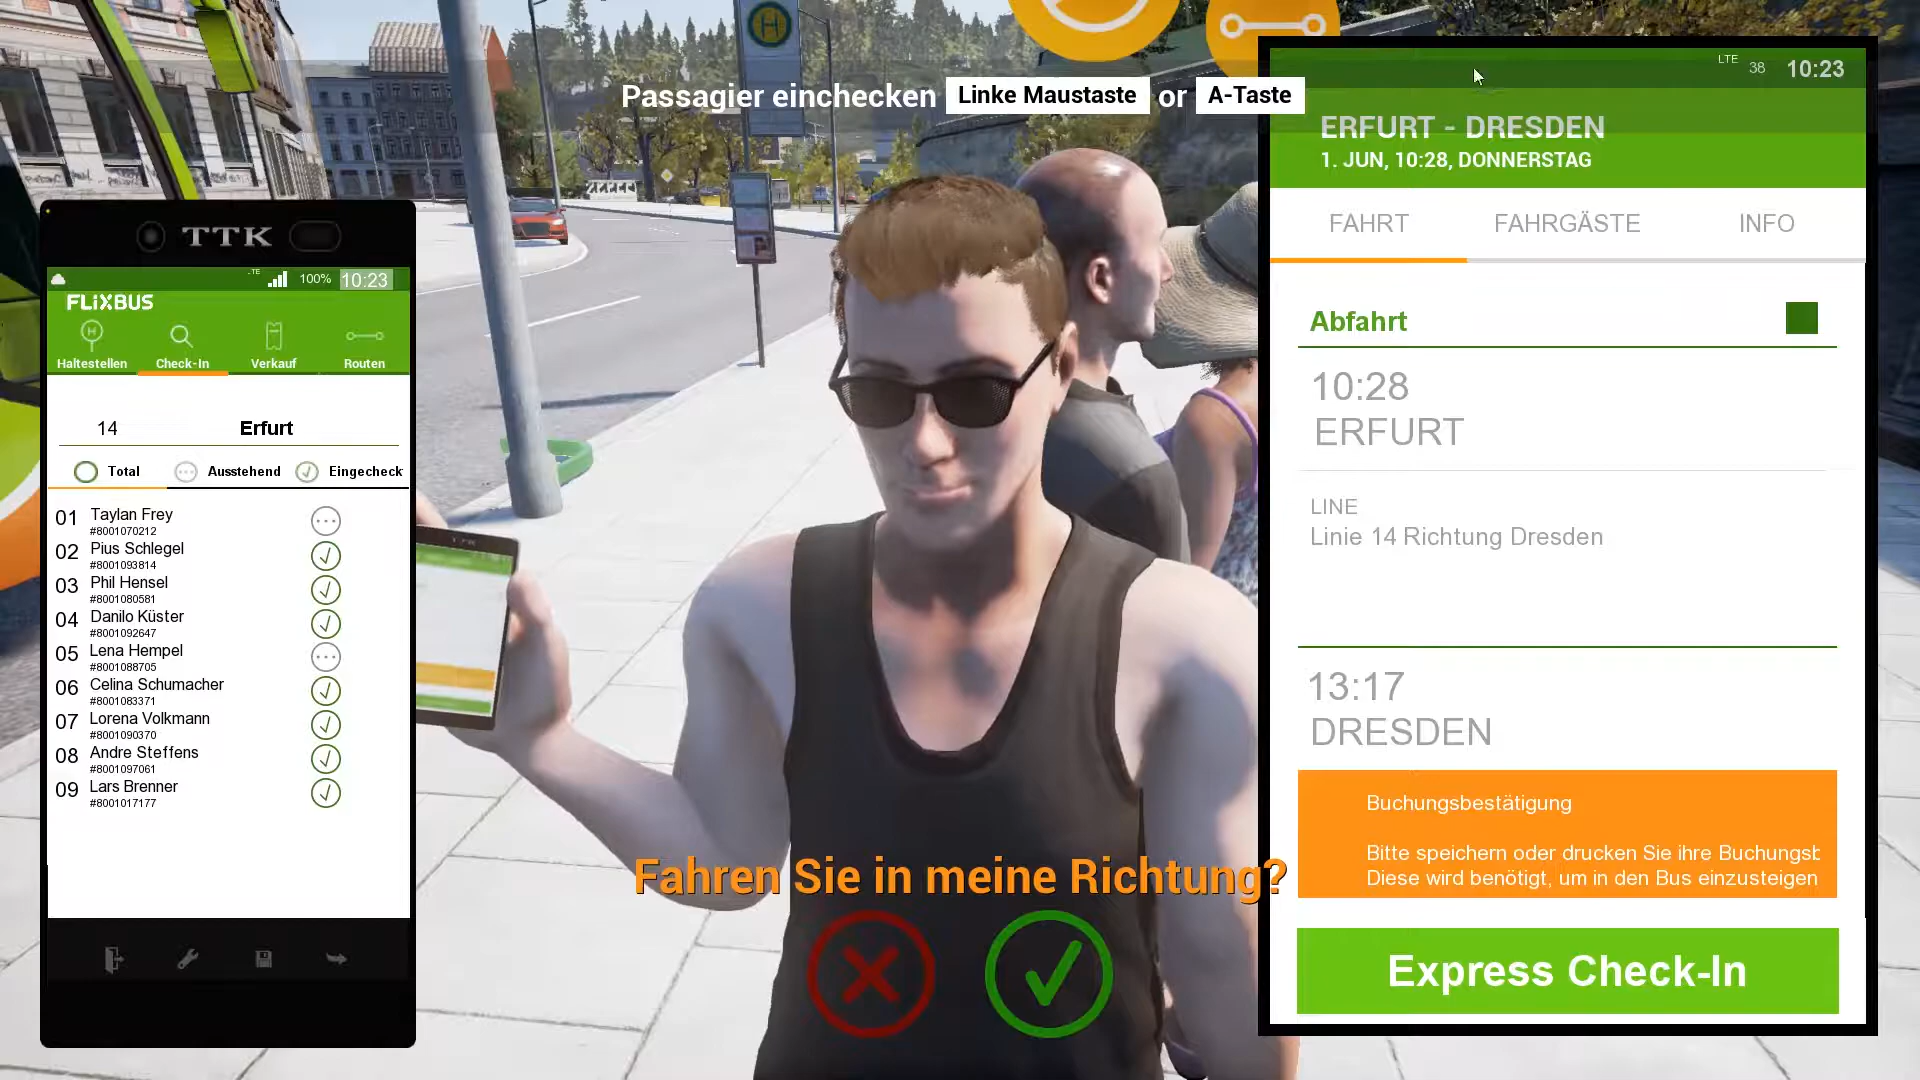 H
Passagier einchecken Linke Maustaste or A-Taste
TTK
LTE 100% 10:23
FLiXBUS
Haltestellen Check-In Verkauf Routen
14 Erfurt
Total Ausstehend Eingecheck
01 Taylan Frey
#8001070212
02 Pius Schlegel
#8001093814
03 Phil Hensel
#8001080581
04 Danilo Küster
#8001092647
05 Lena Hempel
#8001088705
06 Celina Schumacher
#8001083371
07 Lorena Volkmann
#8001090370
08 Andre Steffens
#8001097061
09 Lars Brenner
#8001017177
Fahren Sie in meine Richtung?
LTE 38 10:23
ERFURT - DRESDEN
1. JUN, 10:28, DONNERSTAG
FAHRT FAHRGÄSTE INFO
Abfahrt
10:28
ERFURT
LINE
Linie 14 Richtung Dresden
13:17
DRESDEN
Buchungsbestätigung
Bitte speichern oder drucken Sie ihre Buchungst
Diese wird benötigt, um in den Bus einzusteigen
Express Check-In